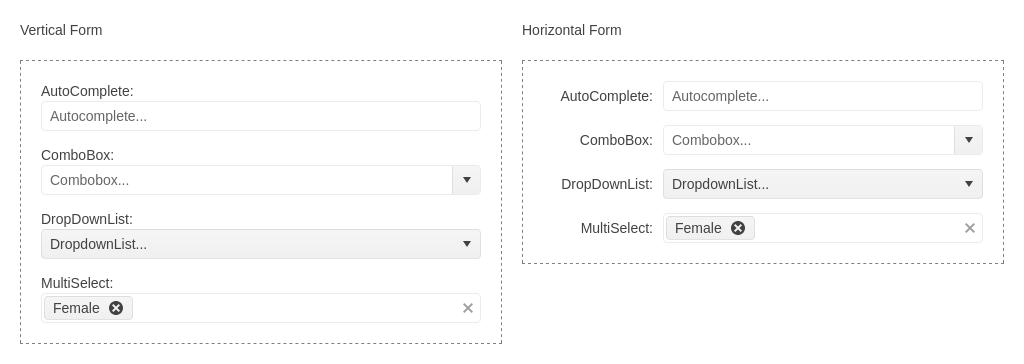 Vertical Form
AutoComplete:
Autocomplete...
ComboBox:
Combobox...
DropDownList:
DropdownList...
MultiSelect:
Female
Horizontal Form
AutoComplete: Autocomplete...
ComboBox: Combobox...
DropDownList: DropdownList...
MultiSelect: Female